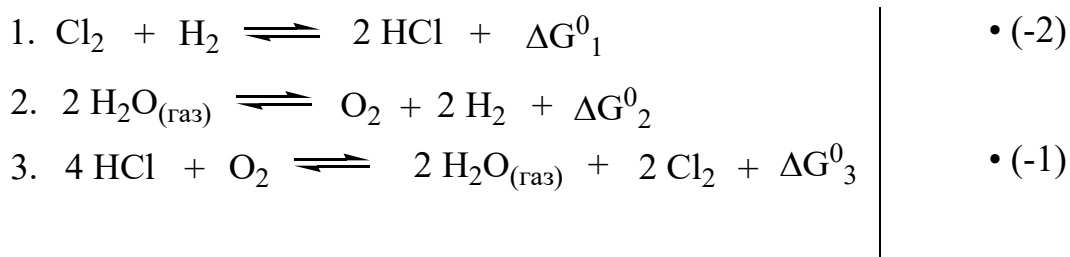 1. Cl₂ + H₂ ⇌ 2 HCl + ΔG⁰₁ • (-2)
2. 2 H₂O₍газ₎ ⇌ O₂ + 2 H₂ + ΔG⁰₂
3. 4 HCl + O₂ ⇌ 2 H₂O₍газ₎ + 2 Cl₂ + ΔG⁰₃ • (-1)